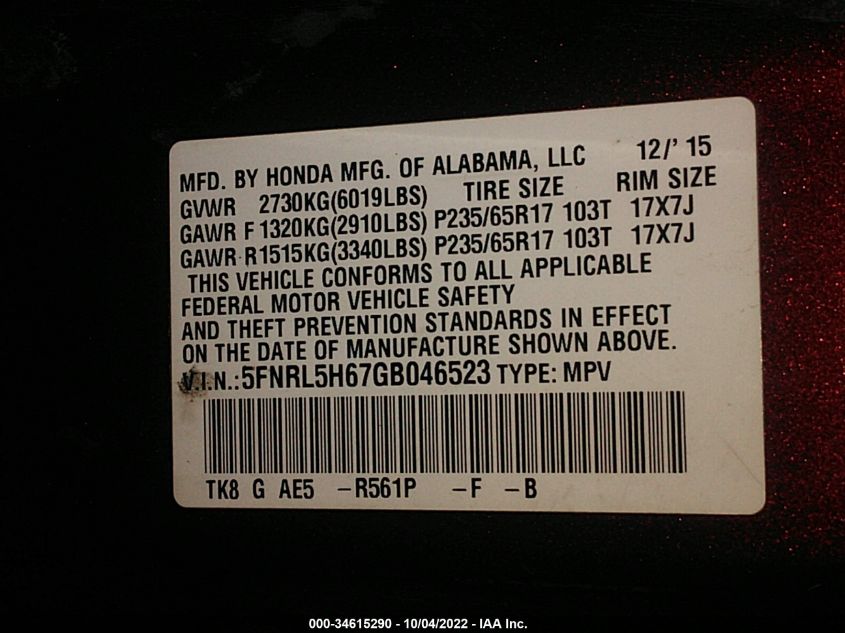 MFD. BY HONDA MFG. OF ALABAMA, LLC 12/' 15
GVWR 2730KG(6019LBS) TIRE SIZE RIM SIZE
GAWR F 1320KG(2910LBS) P235/65R17 103T 17X7J
GAWR R1515KG(3340LBS) P235/65R17 103T 17X7J
THIS VEHICLE CONFORMS TO ALL APPLICABLE
FEDERAL MOTOR VEHICLE SAFETY
AND THEFT PREVENTION STANDARDS IN EFFECT
ON THE DATE OF MANUFACTURE SHOWN ABOVE.
V.I.N.:5FNRL5H67GB046523 TYPE: MPV
TK8 G AE5 -R561P -F -B
000-34615290 - 10/04/2022 - IAA Inc.